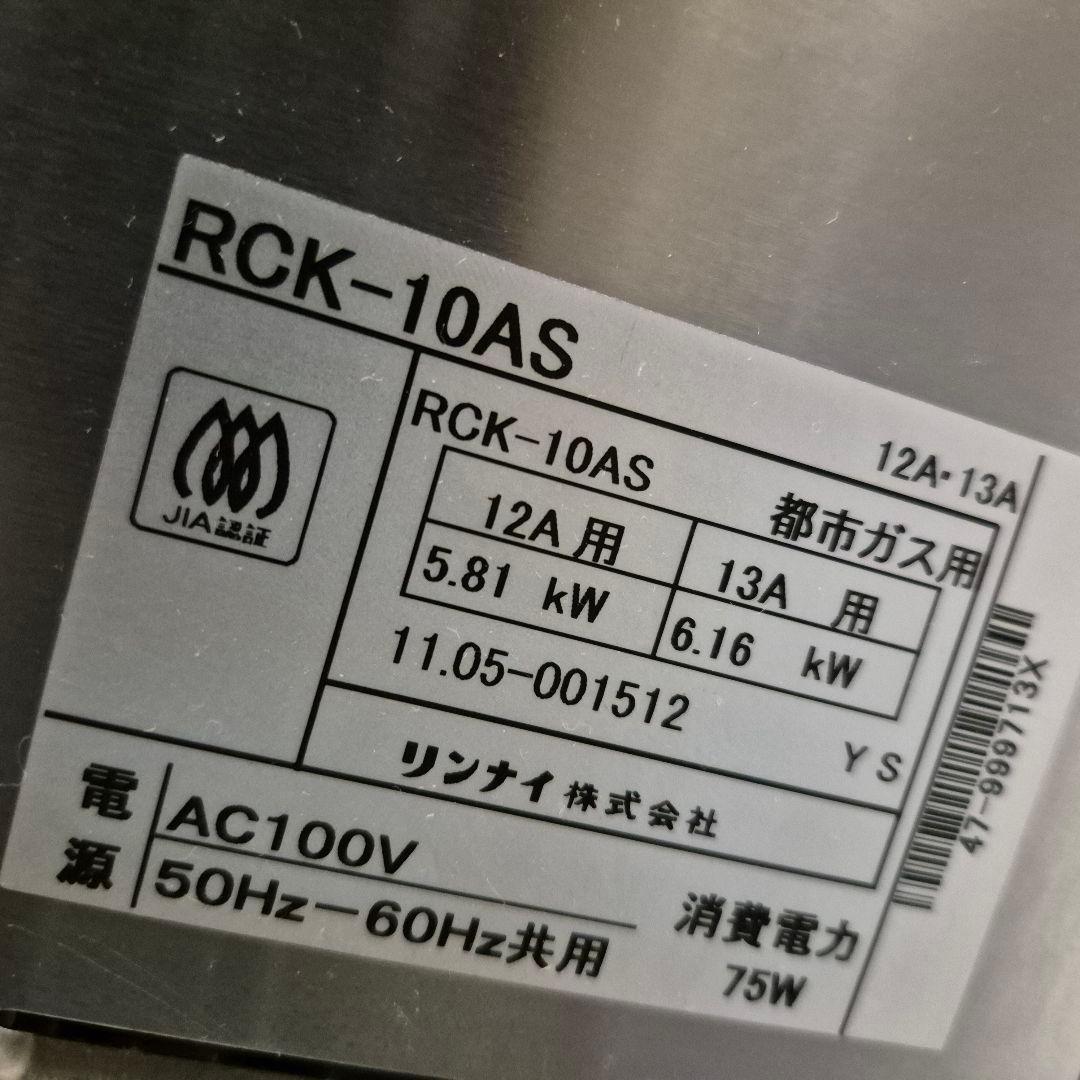 RCK-10AS
JIA認証
RCK-10AS
12A・13A
都市ガス用
12A 用
13A 用
5.81 kW
6.16 kW
11.05-001512
YS
リンナイ株式会社
電源
AC100V
50Hz－60Hz共用
消費電力
75W
47-999713X